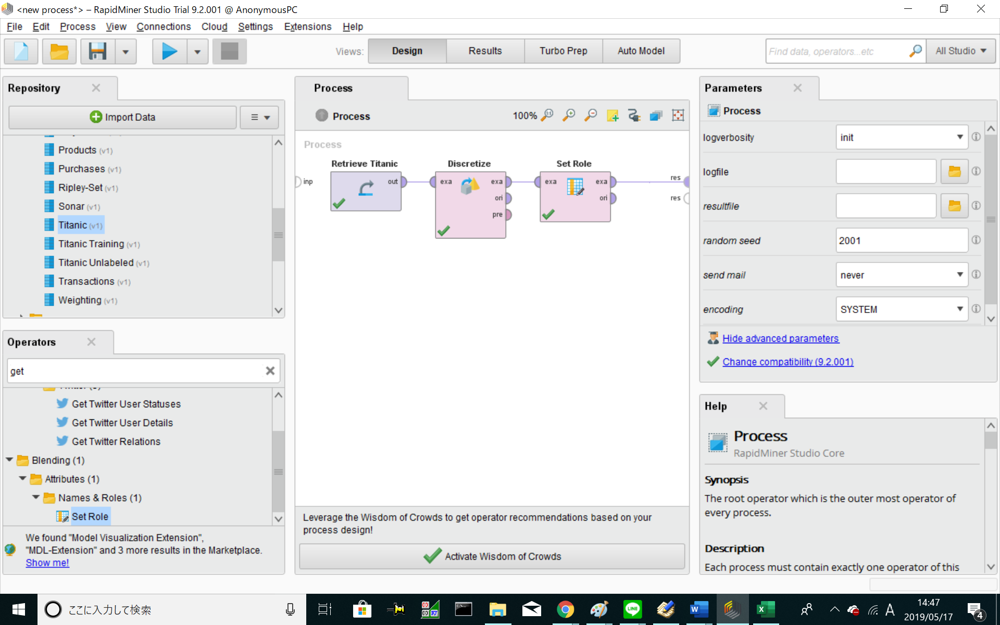 <new process*> – RapidMiner Studio Trial 9.2.001 @ AnonymousPC
File Edit Process View Connections Cloud Settings Extensions Help
Views: Design Results Turbo Prep Auto Model
Find data, operators...etc All Studio
Repository
Import Data
Products (v1)
Purchases (v1)
Ripley-Set (v1)
Sonar (v1)
Titanic (v1)
Titanic Training (v1)
Titanic Unlabeled (v1)
Transactions (v1)
Weighting (v1)
Operators
get
Get Twitter User Statuses
Get Twitter User Details
Get Twitter Relations
Blending (1)
Attributes (1)
Names & Roles (1)
Set Role
We found "Model Visualization Extension",
"MDL-Extension" and 3 more results in the Marketplace.
Show me!
Process
Process
100%
Process
Retrieve Titanic Discretize Set Role
inp out exa exa exa exa res
ori ori res
pre
Leverage the Wisdom of Crowds to get operator recommendations based on your
process design!
Activate Wisdom of Crowds
Parameters
Process
logverbosity init
logfile
resultfile
random seed 2001
send mail never
encoding SYSTEM
Hide advanced parameters
Change compatibility (9.2.001)
Help
Process
RapidMiner Studio Core
Synopsis
The root operator which is the outer most operator of
every process.
Description
Each process must contain exactly one operator of this
ここに入力して検索
LINE
A
14:47
2019/05/17
4